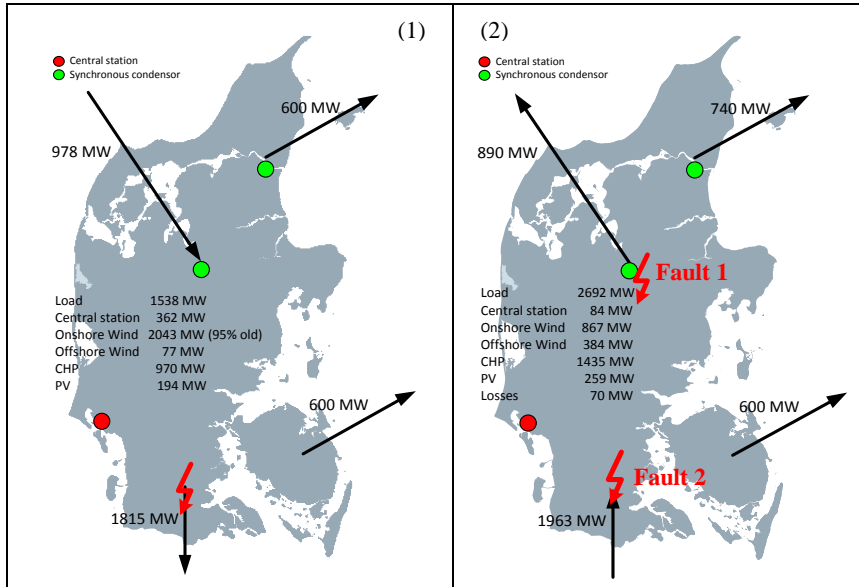 (1)
Central station
Synchronous condensor
600 MW
978 MW
Load 1538 MW
Central station 362 MW
Onshore Wind 2043 MW (95% old)
Offshore Wind 77 MW
CHP 970 MW
PV 194 MW
600 MW
1815 MW
(2)
Central station
Synchronous condensor
740 MW
890 MW
Fault 1
Load 2692 MW
Central station 84 MW
Onshore Wind 867 MW
Offshore Wind 384 MW
CHP 1435 MW
PV 259 MW
Losses 70 MW
600 MW
Fault 2
1963 MW